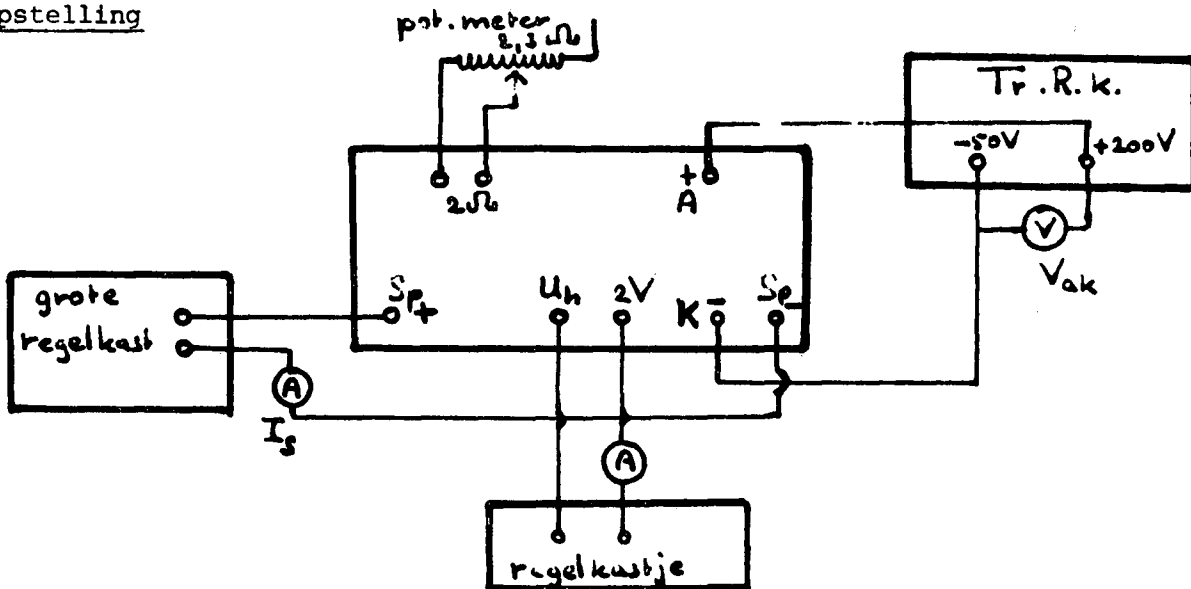 opstelling
pot.meter
2,3 Ω
Tr.R.k.
-50V
+200V
+
A
2Ω
V
Vak
grote
regelkast
Sp+
Uh
2V
K-
Sp-
A
Is
A
regelkastje